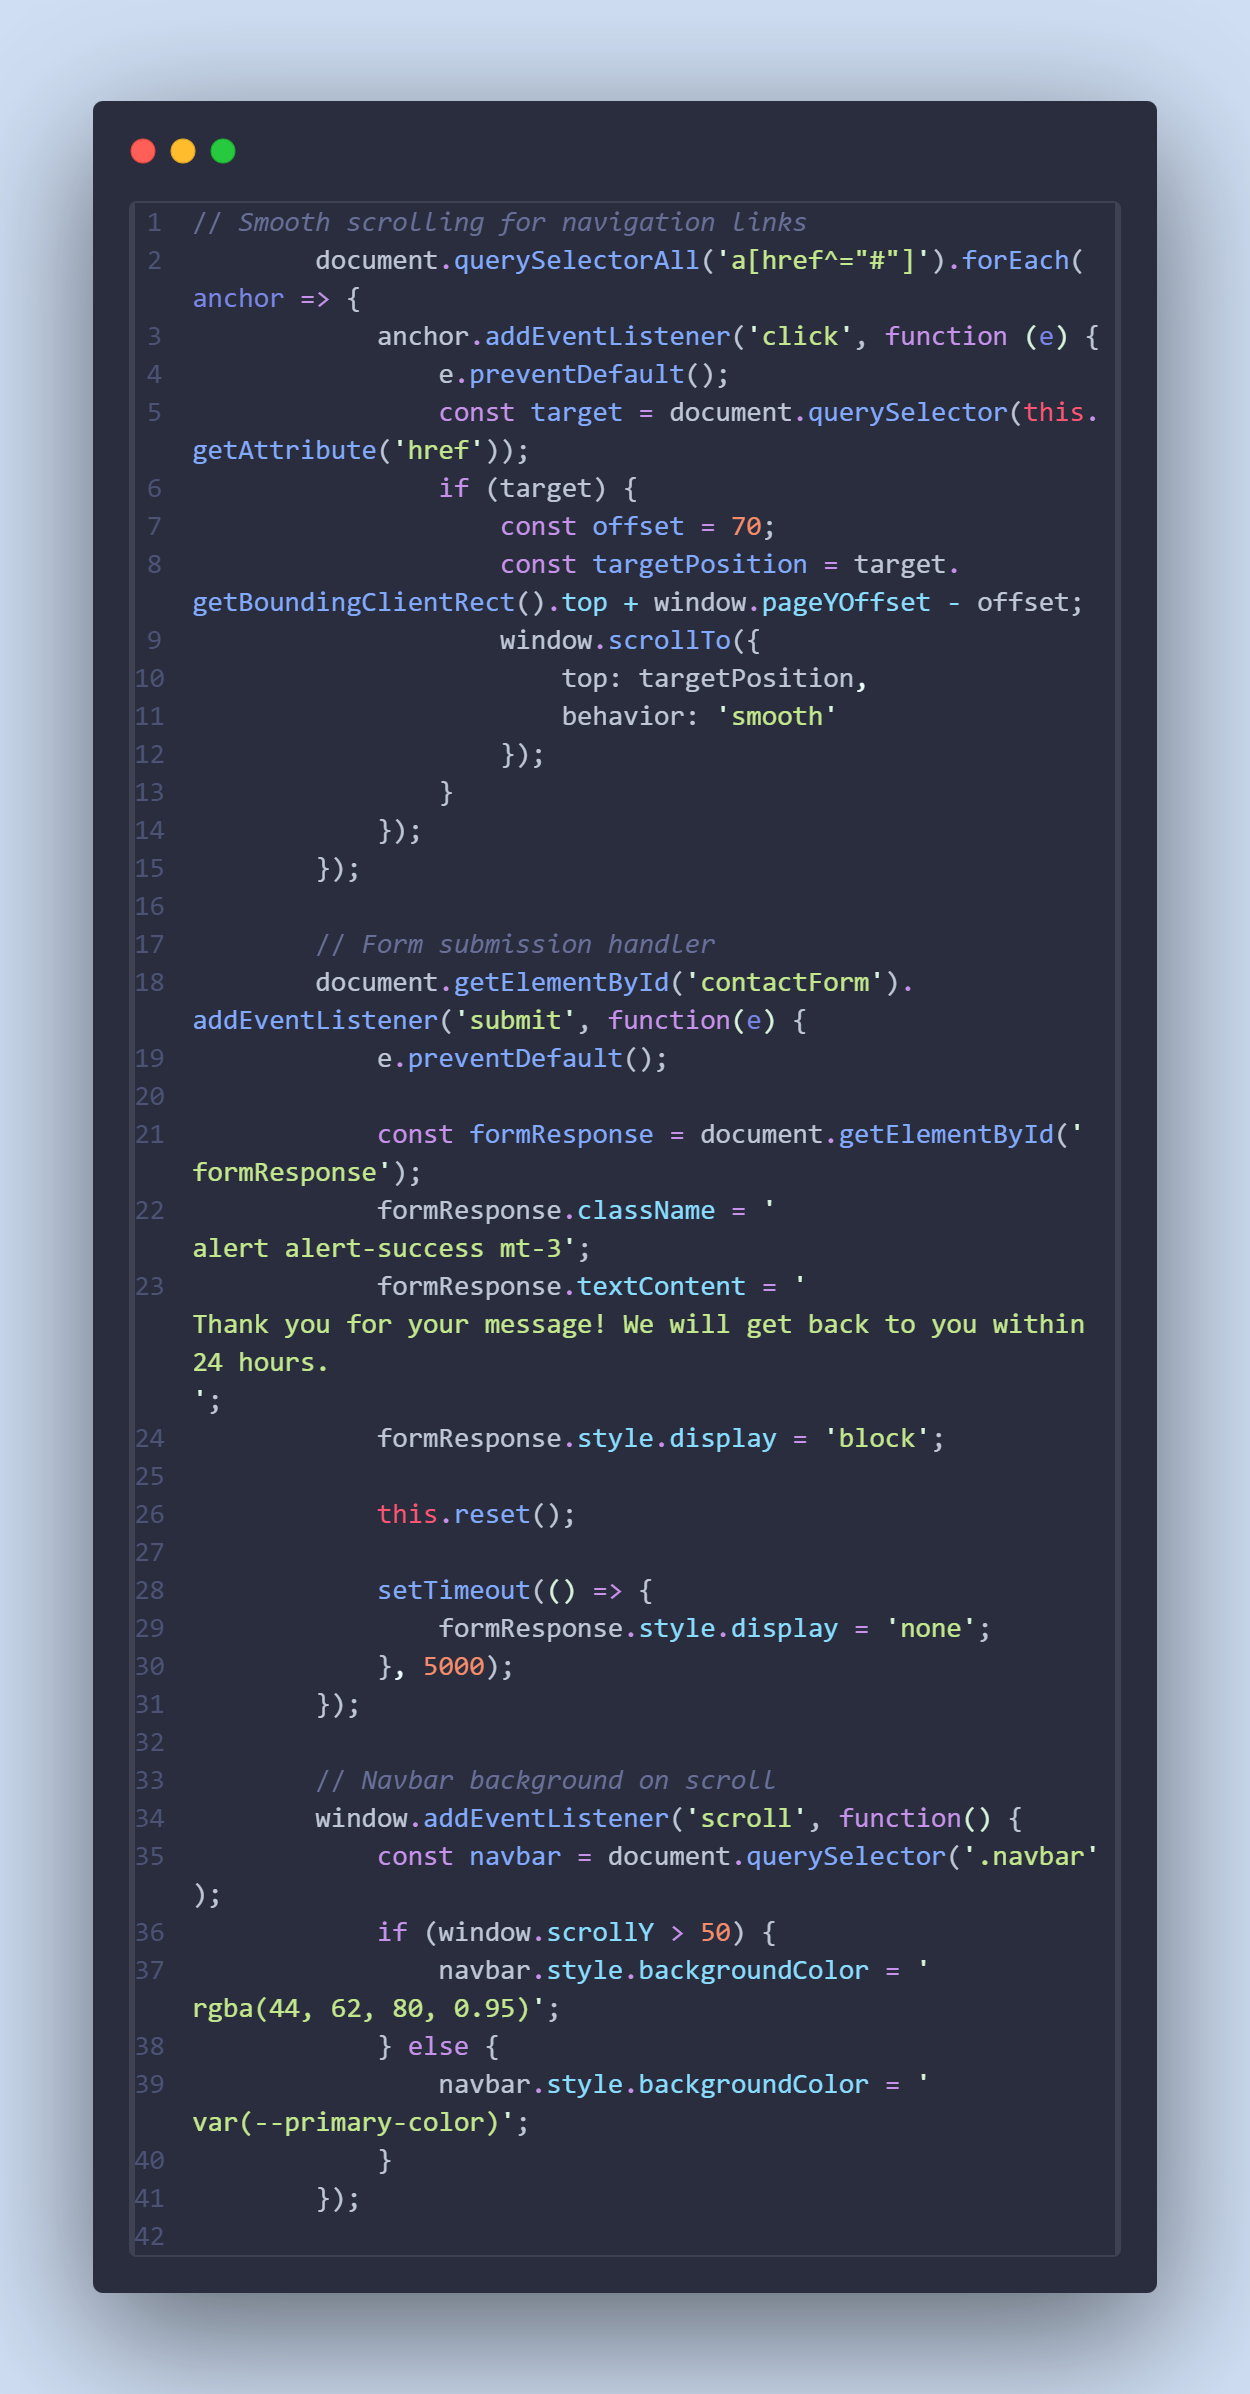 1 // Smooth scrolling for navigation links
2         document.querySelectorAll('a[href^="#"]').forEach(
anchor => {
3             anchor.addEventListener('click', function (e) {
4                 e.preventDefault();
5                 const target = document.querySelector(this.
getAttribute('href'));
6                 if (target) {
7                     const offset = 70;
8                     const targetPosition = target.
getBoundingClientRect().top + window.pageYOffset - offset;
9                     window.scrollTo({
10                         top: targetPosition,
11                         behavior: 'smooth'
12                     });
13                 }
14             });
15         });
16
17         // Form submission handler
18         document.getElementById('contactForm').
addEventListener('submit', function(e) {
19             e.preventDefault();
20
21             const formResponse = document.getElementById('
formResponse');
22             formResponse.className = '
alert alert-success mt-3';
23             formResponse.textContent = '
Thank you for your message! We will get back to you within
24 hours.
';
24             formResponse.style.display = 'block';
25
26             this.reset();
27
28             setTimeout(() => {
29                 formResponse.style.display = 'none';
30             }, 5000);
31         });
32
33         // Navbar background on scroll
34         window.addEventListener('scroll', function() {
35             const navbar = document.querySelector('.navbar'
);
36             if (window.scrollY > 50) {
37                 navbar.style.backgroundColor = '
rgba(44, 62, 80, 0.95)';
38             } else {
39                 navbar.style.backgroundColor = '
var(--primary-color)';
40             }
41         });
42